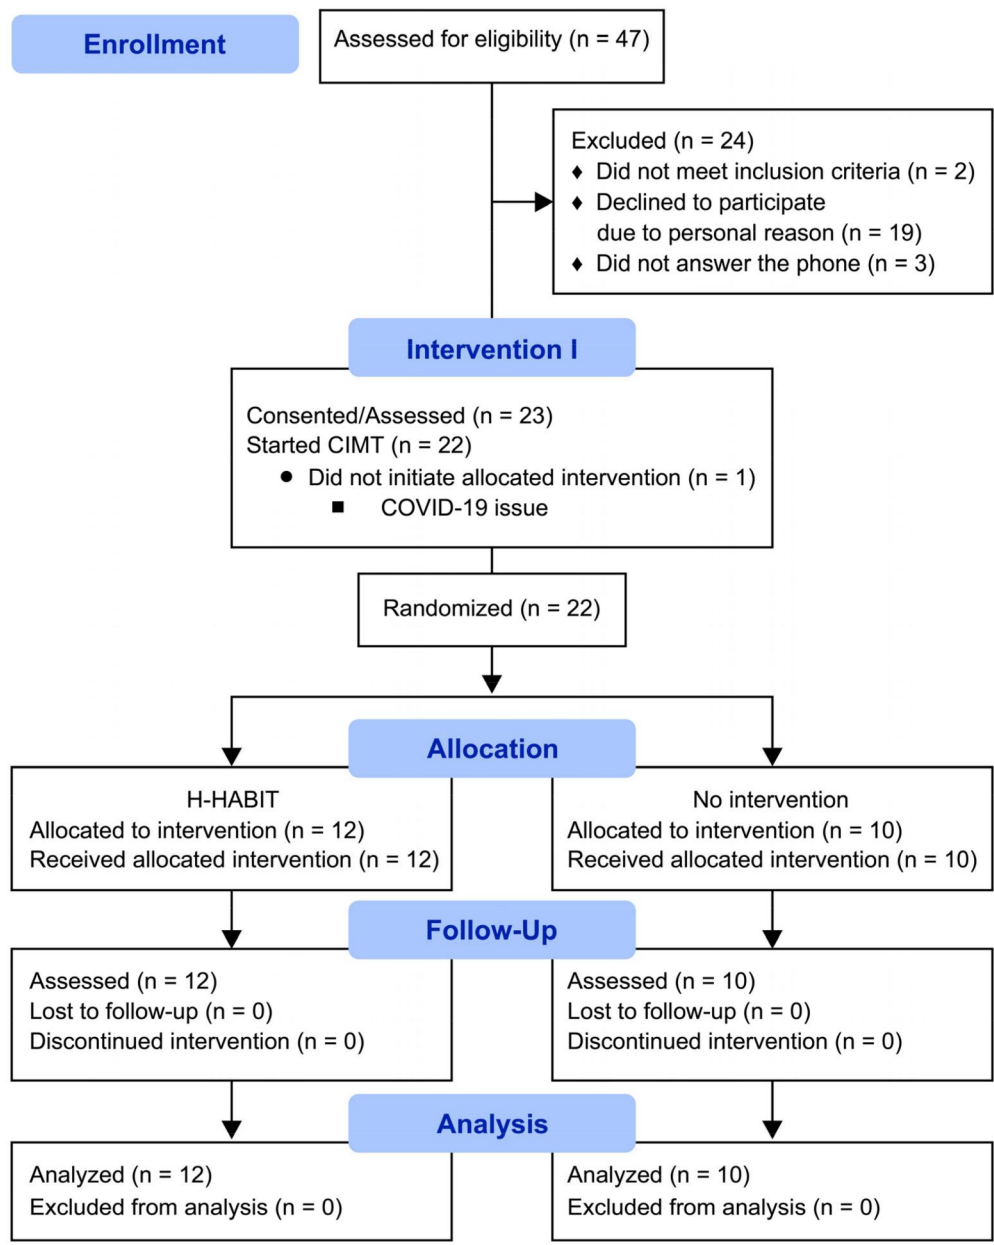 Enrollment
Assessed for eligibility (n = 47)
Excluded (n = 24)
♦ Did not meet inclusion criteria (n = 2)
♦ Declined to participate
due to personal reason (n = 19)
♦ Did not answer the phone (n = 3)
Intervention I
Consented/Assessed (n = 23)
Started CIMT (n = 22)
● Did not initiate allocated intervention (n = 1)
■ COVID-19 issue
Randomized (n = 22)
Allocation
H-HABIT
Allocated to intervention (n = 12)
Received allocated intervention (n = 12)
No intervention
Allocated to intervention (n = 10)
Received allocated intervention (n = 10)
Follow-Up
Assessed (n = 12)
Lost to follow-up (n = 0)
Discontinued intervention (n = 0)
Assessed (n = 10)
Lost to follow-up (n = 0)
Discontinued intervention (n = 0)
Analysis
Analyzed (n = 12)
Excluded from analysis (n = 0)
Analyzed (n = 10)
Excluded from analysis (n = 0)